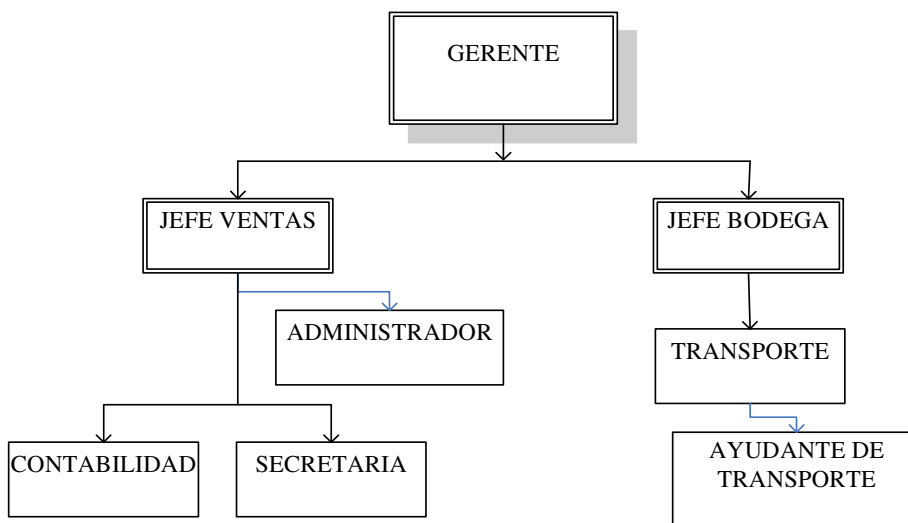 GERENTE
JEFE VENTAS
JEFE BODEGA
ADMINISTRADOR
TRANSPORTE
CONTABILIDAD
SECRETARIA
AYUDANTE DE
TRANSPORTE